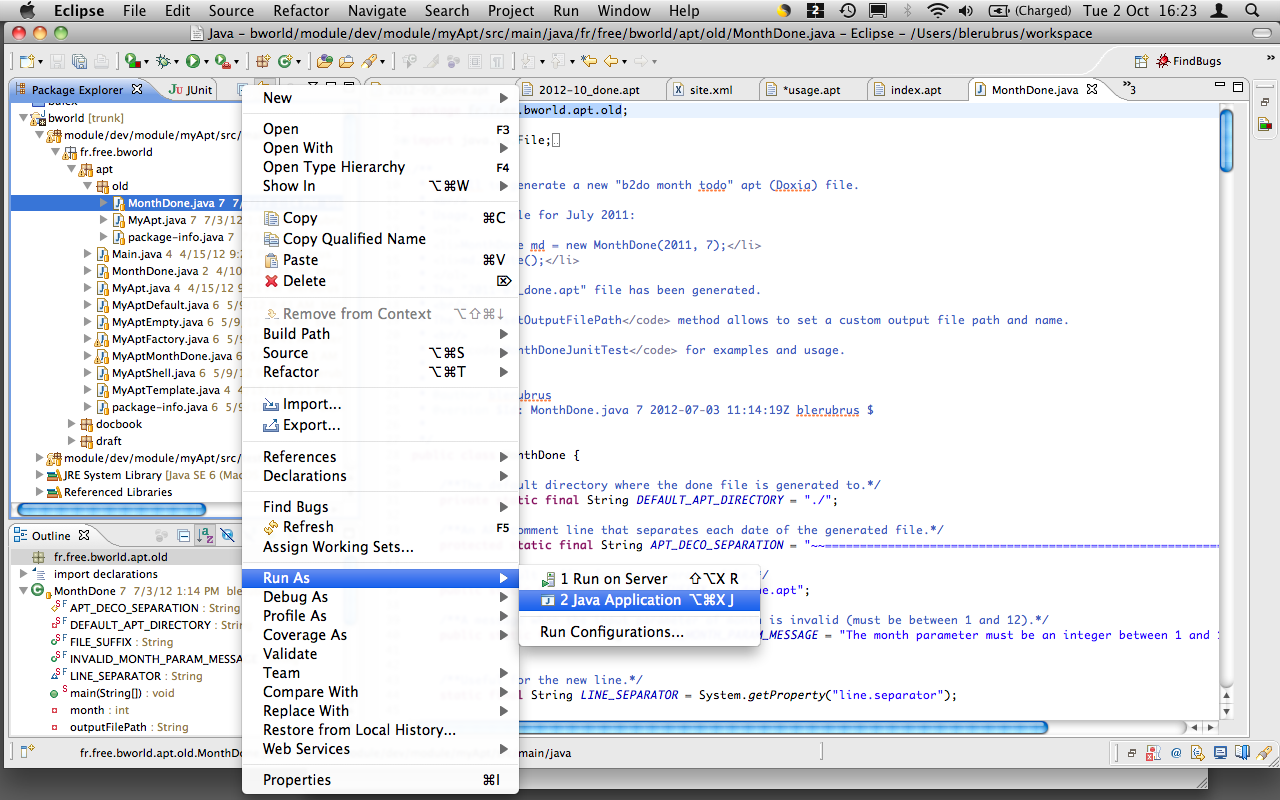 Eclipse File Edit Source Refactor Navigate Search Project Run Window Help 2 (Charged) Tue 2 Oct 16:23
Java - bworld/module/dev/module/myApt/src/main/java/fr/free/bworld/apt/old/MonthDone.java - Eclipse - /Users/blerubrus/workspace
FindBugs
Package Explorer
JUnit
bworld [trunk]
module/dev/module/myApt/src/
fr.free.bworld
apt
old
MonthDone.java 7
MyApt.java 7 7/3/12
package-info.java 7
Main.java 4 4/15/12 9:2
MonthDone.java 2 4/10
MyApt.java 4 4/15/12 9:
MyAptDefault.java 6 5/9
MyAptEmpty.java 6 5/9
MyAptFactory.java 6 5/9
MyAptMonthDone.java 6
MyAptShell.java 6 5/9/1
MyAptTemplate.java 4 4
package-info.java 6 5/9
docbook
draft
module/dev/module/myApt/src/
JRE System Library [Java SE 6 (Mac
Referenced Libraries
Outline
fr.free.bworld.apt.old
import declarations
MonthDone 7 7/3/12 1:14 PM blerubru
APT_DECO_SEPARATION : String
DEFAULT_APT_DIRECTORY : Str
FILE_SUFFIX : String
INVALID_MONTH_PARAM_MESSA
LINE_SEPARATOR : String
main(String[]) : void
month : int
outputFilePath : String
New
Open F3
Open With
Open Type Hierarchy F4
Show In ⌥⌘W
Copy ⌘C
Copy Qualified Name
Paste ⌘V
Delete ⌦
Remove from Context ⌥⇧⌘↓
Build Path
Source ⌥⌘S
Refactor ⌥⌘T
Import...
Export...
References
Declarations
Find Bugs
Refresh F5
Assign Working Sets...
Run As
Debug As
Profile As
Coverage As
Validate
Team
Compare With
Replace With
Restore from Local History...
Web Services
Properties ⌘I
1 Run on Server ⇧⌥X R
2 Java Application ⌥⌘X J
Run Configurations...
2012-10_done.apt
site.xml
*usage.apt
index.apt
MonthDone.java
»3
.bworld.apt.old;
File;
enerate a new "b2do month todo" apt (Doxia) file.
le for July 2011:
md = new MonthDone(2011, 7);</li>
e();</li>
_done.apt" file has been generated.
tOutputFilePath</code> method allows to set a custom output file path and name.
nthDoneJunitTest</code> for examples and usage.
blerubrus
: MonthDone.java 7 2012-07-03 11:14:19Z blerubrus $
nthDone {
ult directory where the done file is generated to.*/
tatic final String DEFAULT_APT_DIRECTORY = "./";
omment line that separates each date of the generated file.*/
tatic final String APT_DECO_SEPARATION = "~~====
*/
e.apt";
is invalid (must be between 1 and 12).*/
_MESSAGE = "The month parameter must be an integer between 1 and 1
or the new line.*/
l String LINE_SEPARATOR = System.getProperty("line.separator");
fr.free.bworld.apt.old.MonthDo
main/java